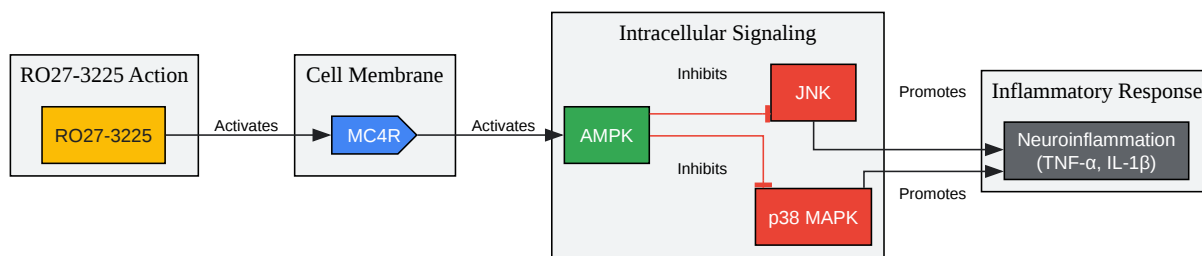 RO27-3225 Action
RO27-3225
Activates
Cell Membrane
MC4R
Activates
Intracellular Signaling
AMPK
Inhibits
Inhibits
JNK
p38 MAPK
Promotes
Promotes
Inflammatory Response
Neuroinflammation
(TNF-α, IL-1β)